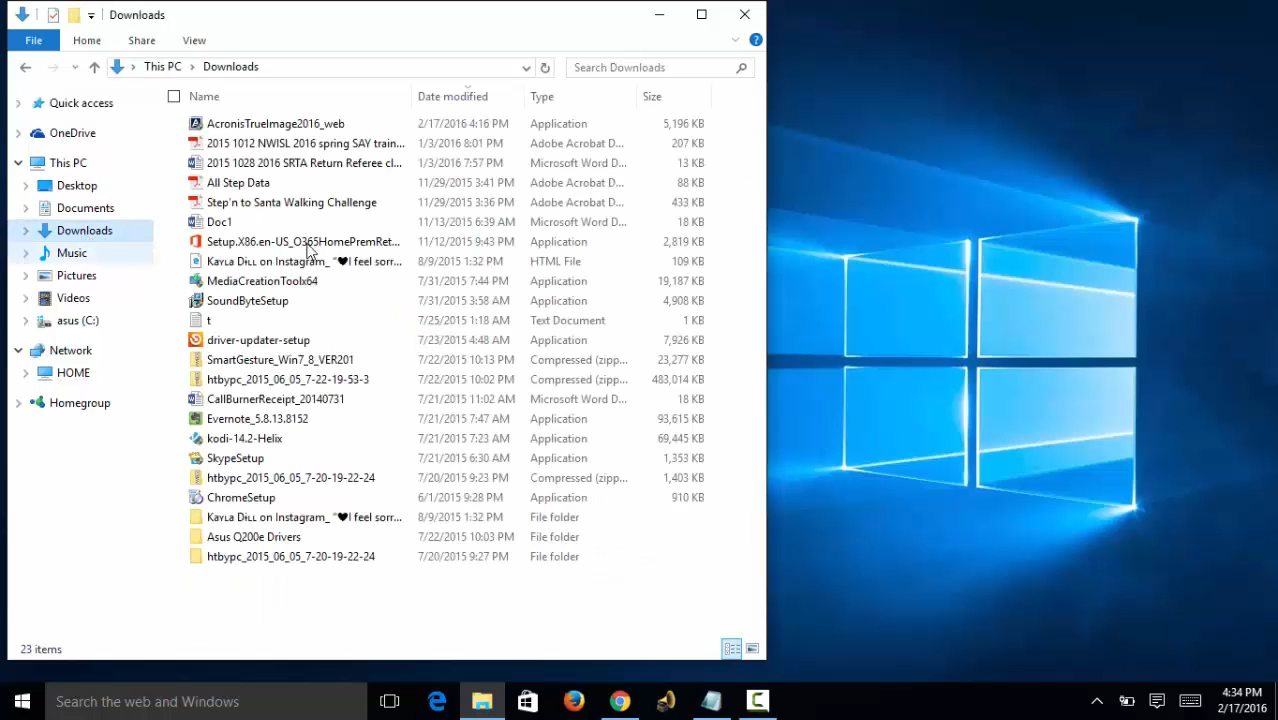 Downloads
File Home Share View
This PC Downloads Search Downloads
Name Date modified Type Size
Quick access
OneDrive
This PC
Desktop
Documents
Downloads
Music
Pictures
Videos
asus (C:)
Network
HOME
Homegroup
AcronisTrueImage2016_web 2/17/2016 4:16 PM Application 5,196 KB
2015 1012 NWISL 2016 spring SAY train... 1/3/2016 8:01 PM Adobe Acrobat D... 207 KB
2015 1028 2016 SRTA Return Referee cl... 1/3/2016 7:57 PM Microsoft Word D... 13 KB
All Step Data 11/29/2015 3:41 PM Adobe Acrobat D... 88 KB
Step'n to Santa Walking Challenge 11/29/2015 3:36 PM Adobe Acrobat D... 433 KB
Doc1 11/13/2015 6:39 AM Microsoft Word D... 18 KB
Setup.X86.en-US_O365HomePremRet... 11/12/2015 9:43 PM Application 2,819 KB
Kayla Dill on Instagram_ "♥I feel sorr... 8/9/2015 1:32 PM HTML File 109 KB
MediaCreationToolx64 7/31/2015 7:44 PM Application 19,187 KB
SoundByteSetup 7/31/2015 3:58 AM Application 4,908 KB
t 7/25/2015 1:18 AM Text Document 1 KB
driver-updater-setup 7/23/2015 4:48 AM Application 7,926 KB
SmartGesture_Win7_8_VER201 7/22/2015 10:13 PM Compressed (zipp... 23,277 KB
htbypc_2015_06_05_7-22-19-53-3 7/22/2015 10:02 PM Compressed (zipp... 483,014 KB
CallBurnerReceipt_20140731 7/21/2015 11:02 AM Microsoft Word D... 18 KB
Evernote_5.8.13.8152 7/21/2015 7:47 AM Application 93,615 KB
kodi-14.2-Helix 7/21/2015 7:23 AM Application 69,445 KB
SkypeSetup 7/21/2015 6:30 AM Application 1,353 KB
htbypc_2015_06_05_7-20-19-22-24 7/20/2015 9:23 PM Compressed (zipp... 1,403 KB
ChromeSetup 6/1/2015 9:28 PM Application 910 KB
Kayla Dill on Instagram_ "♥I feel sorr... 8/9/2015 1:32 PM File folder
Asus Q200e Drivers 7/22/2015 10:03 PM File folder
htbypc_2015_06_05_7-20-19-22-24 7/20/2015 9:27 PM File folder
23 items
Search the web and Windows
4:34 PM
2/17/2016